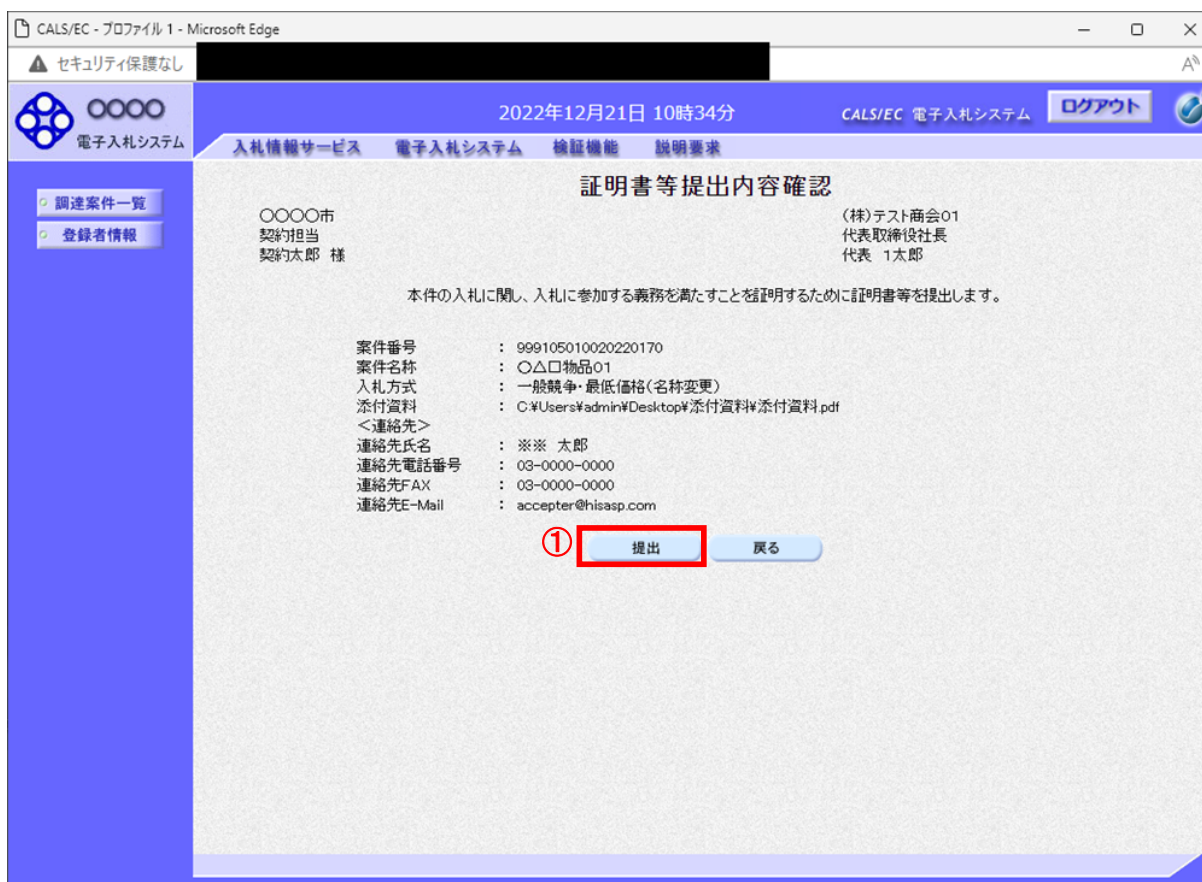 CALS/EC - プロファイル 1 - Microsoft Edge
セキュリティ保護なし
〇〇〇〇
電子入札システム
2022年12月21日 10時34分
CALS/EC 電子入札システム
ログアウト
入札情報サービス 電子入札システム 検証機能 説明要求
調達案件一覧
登録者情報
証明書等提出内容確認
〇〇〇〇市
契約担当
契約太郎 様
(株)テスト商会01
代表取締役社長
代表 1太郎
本件の入札に関し、入札に参加する義務を満たすことを証明するために証明書等を提出します。
案件番号 : 999105010020220170
案件名称 : 〇△口物品01
入札方式 : 一般競争・最低価格(名称変更)
添付資料 : C:¥Users¥admin¥Desktop¥添付資料¥添付資料.pdf
<連絡先>
連絡先氏名 : ※※ 太郎
連絡先電話番号 : 03-0000-0000
連絡先FAX : 03-0000-0000
連絡先E-Mail : accepter@hisasp.com
① 提出 戻る